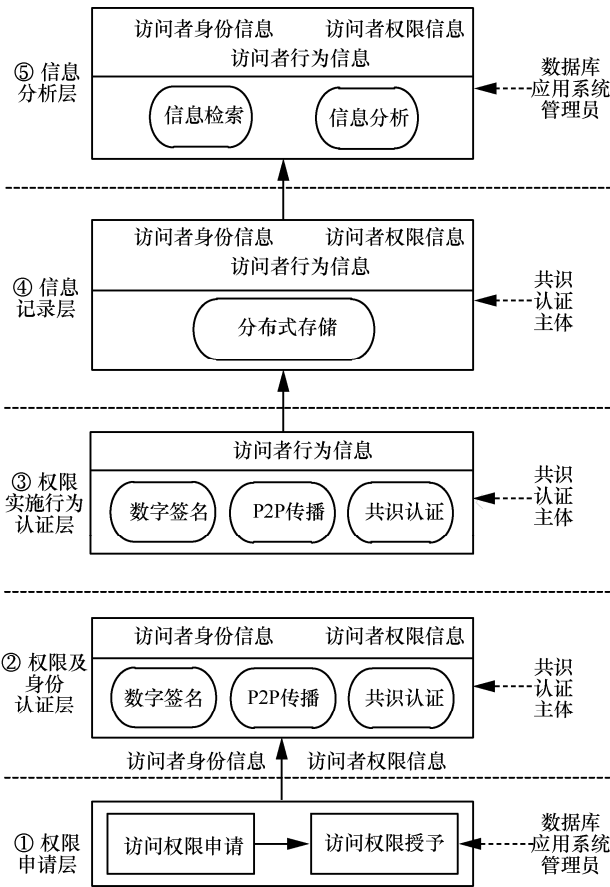 访问者身份信息 访问者权限信息
访问者行为信息
⑤ 信息
分析层
信息检索
信息分析
数据库
应用系统
管理员
访问者身份信息 访问者权限信息
访问者行为信息
④ 信息
记录层
分布式存储
共识
认证
主体
访问者行为信息
③ 权限
实施行为
认证层
数字签名
P2P传播
共识认证
共识
认证
主体
访问者身份信息 访问者权限信息
② 权限及
身份
认证层
数字签名
P2P传播
共识认证
共识
认证
主体
访问者身份信息 访问者权限信息
① 权限
申请层
访问权限申请
访问权限授予
数据库
应用系统
管理员